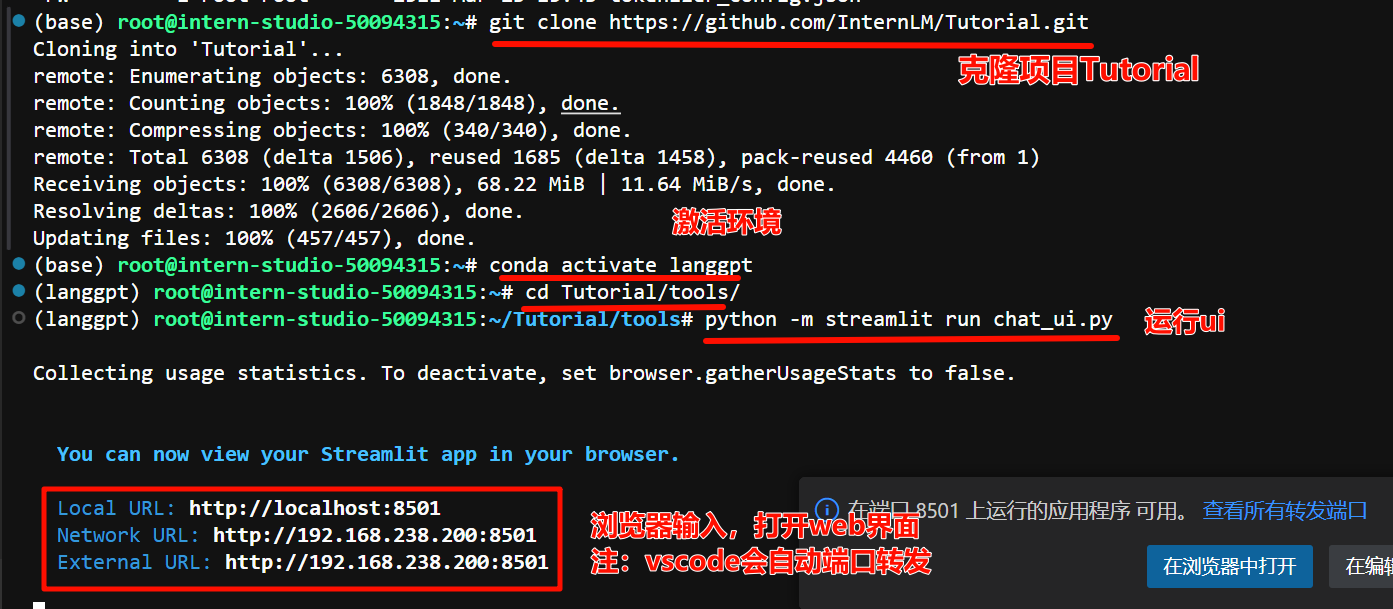 (base) root@intern-studio-50094315:~# git clone https://github.com/InternLM/Tutorial.git
Cloning into 'Tutorial'...
克隆项目Tutorial
remote: Enumerating objects: 6308, done.
remote: Counting objects: 100% (1848/1848), done.
remote: Compressing objects: 100% (340/340), done.
remote: Total 6308 (delta 1506), reused 1685 (delta 1458), pack-reused 4460 (from 1)
Receiving objects: 100% (6308/6308), 68.22 MiB | 11.64 MiB/s, done.
Resolving deltas: 100% (2606/2606), done.
激活环境
Updating files: 100% (457/457), done.
(base) root@intern-studio-50094315:~# conda activate langgpt
(langgpt) root@intern-studio-50094315:~# cd Tutorial/tools/
(langgpt) root@intern-studio-50094315:~/Tutorial/tools# python -m streamlit run chat_ui.py
运行ui
Collecting usage statistics. To deactivate, set browser.gatherUsageStats to false.
You can now view your Streamlit app in your browser.
Local URL: http://localhost:8501
Network URL: http://192.168.238.200:8501
External URL: http://192.168.238.200:8501
浏览器输入，打开web界面
注：vscode会自动端口转发
在端口 8501 上运行的应用程序 可用。 查看所有转发端口
在浏览器中打开
在编辑